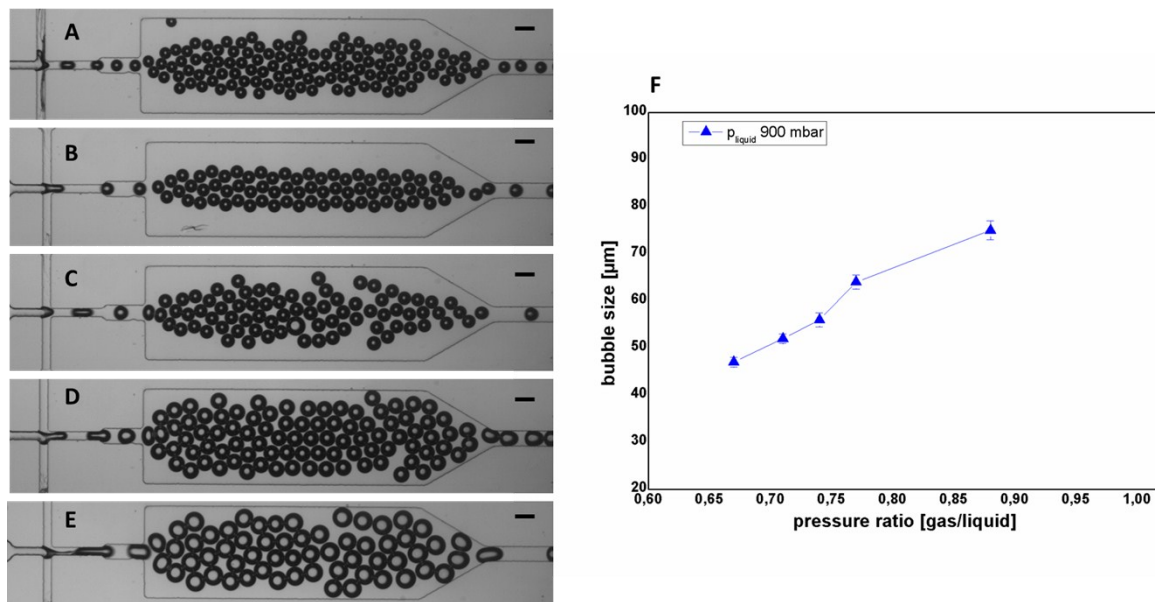 A
B
C
D
E
F
p liquid 900 mbar
bubble size [µm]
100
90
80
70
60
50
40
30
20
0,60 0,65 0,70 0,75 0,80 0,85 0,90 0,95 1,00
pressure ratio [gas/liquid]